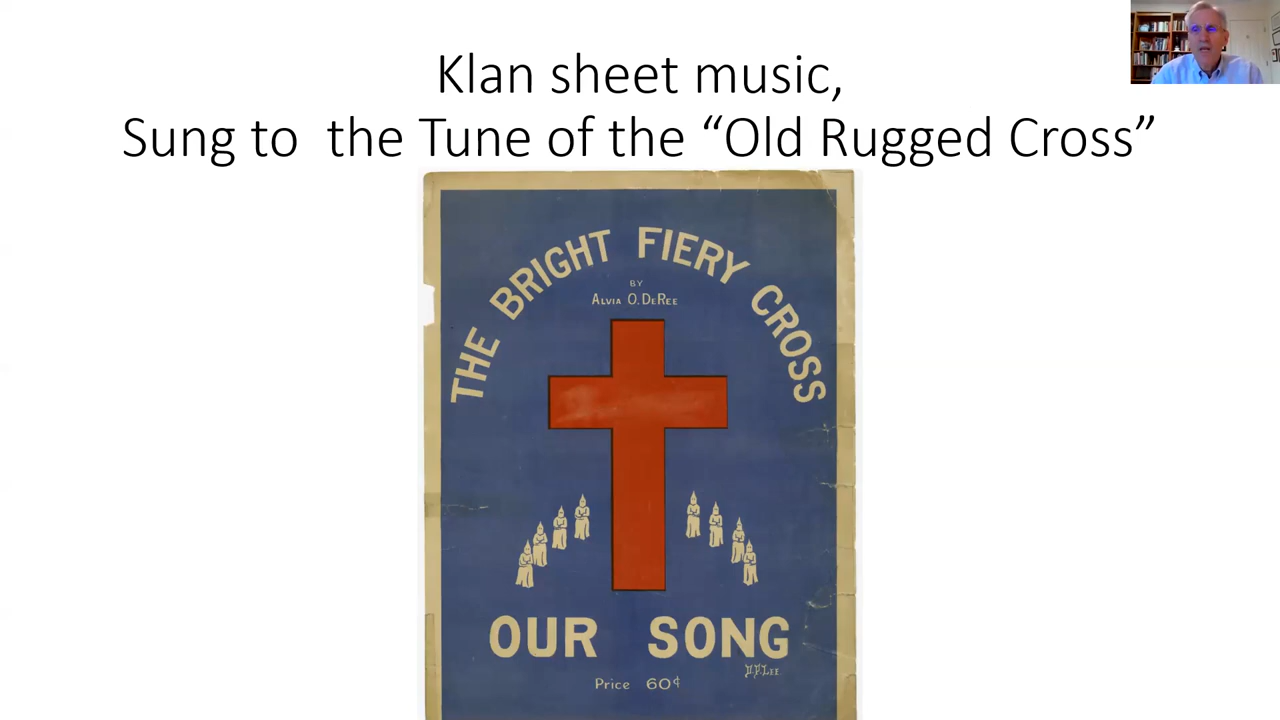 Klan sheet music,
Sung to the Tune of the “Old Rugged Cross”
THE BRIGHT FIERY CROSS
BY
ALVIA O. DEREE
OUR SONG
Price 60¢